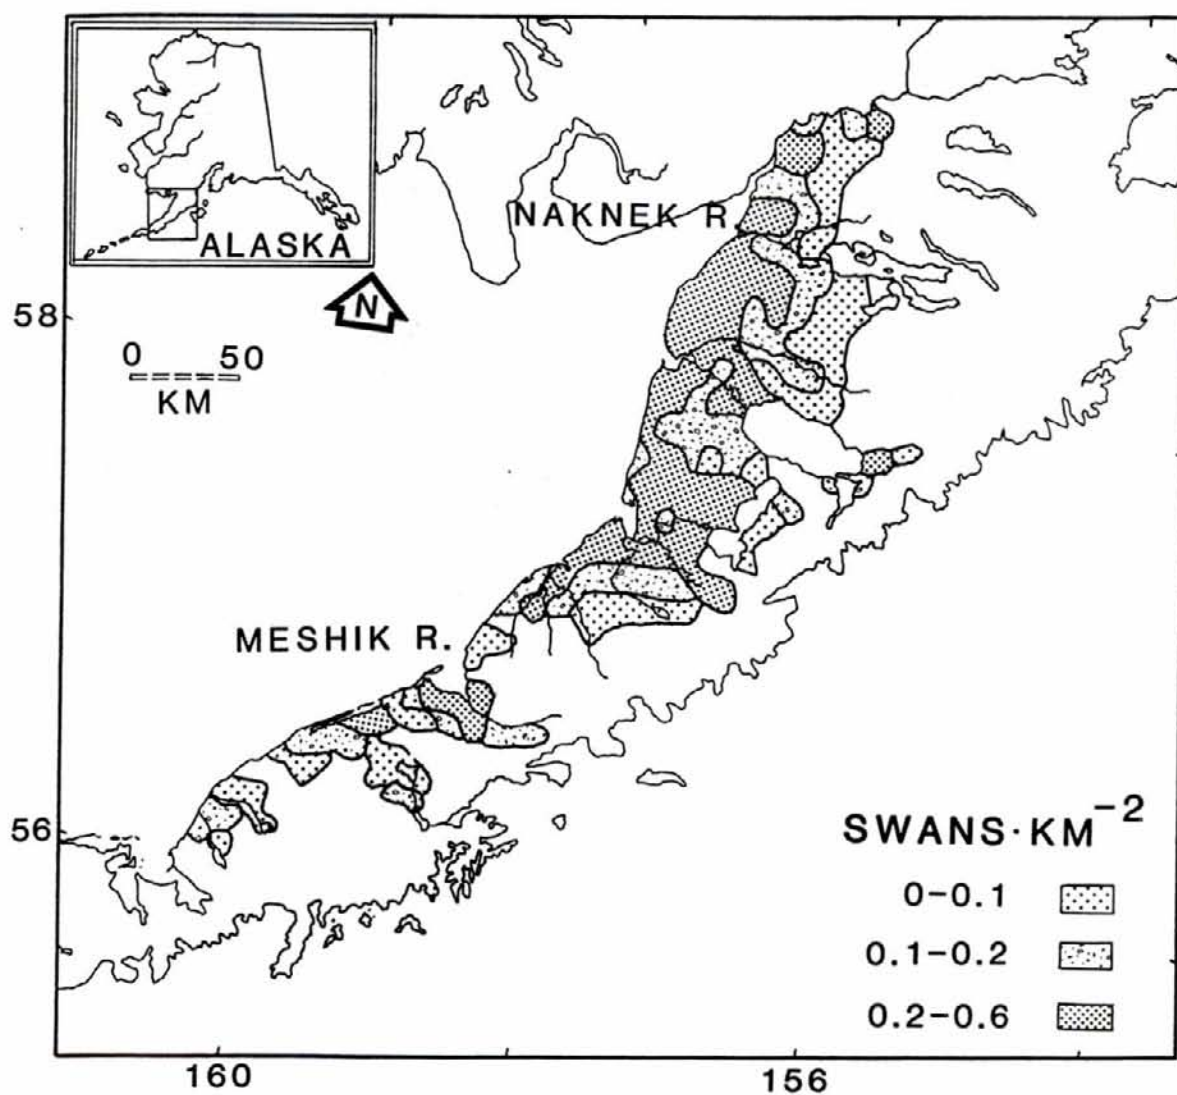 ALASKA
N
NAKNEK R
58
0 50
KM
MESHIK R.
56
SWANS·KM⁻²
0-0.1
0.1-0.2
0.2-0.6
160 156